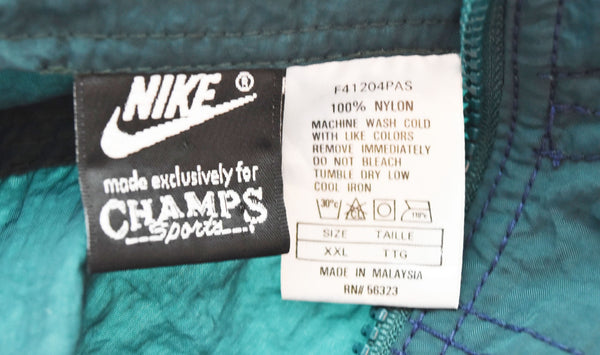 NIKE ®
made exclusively for
CHAMPS
Sports
F41204PAS
100% NYLON
MACHINE WASH COLD
WITH LIKE COLORS
REMOVE IMMEDIATELY
DO NOT BLEACH
TUMBLE DRY LOW
COOL IRON
30°C
SIZE TAILLE
XXL TTG
MADE IN MALAYSIA
RN# 56323